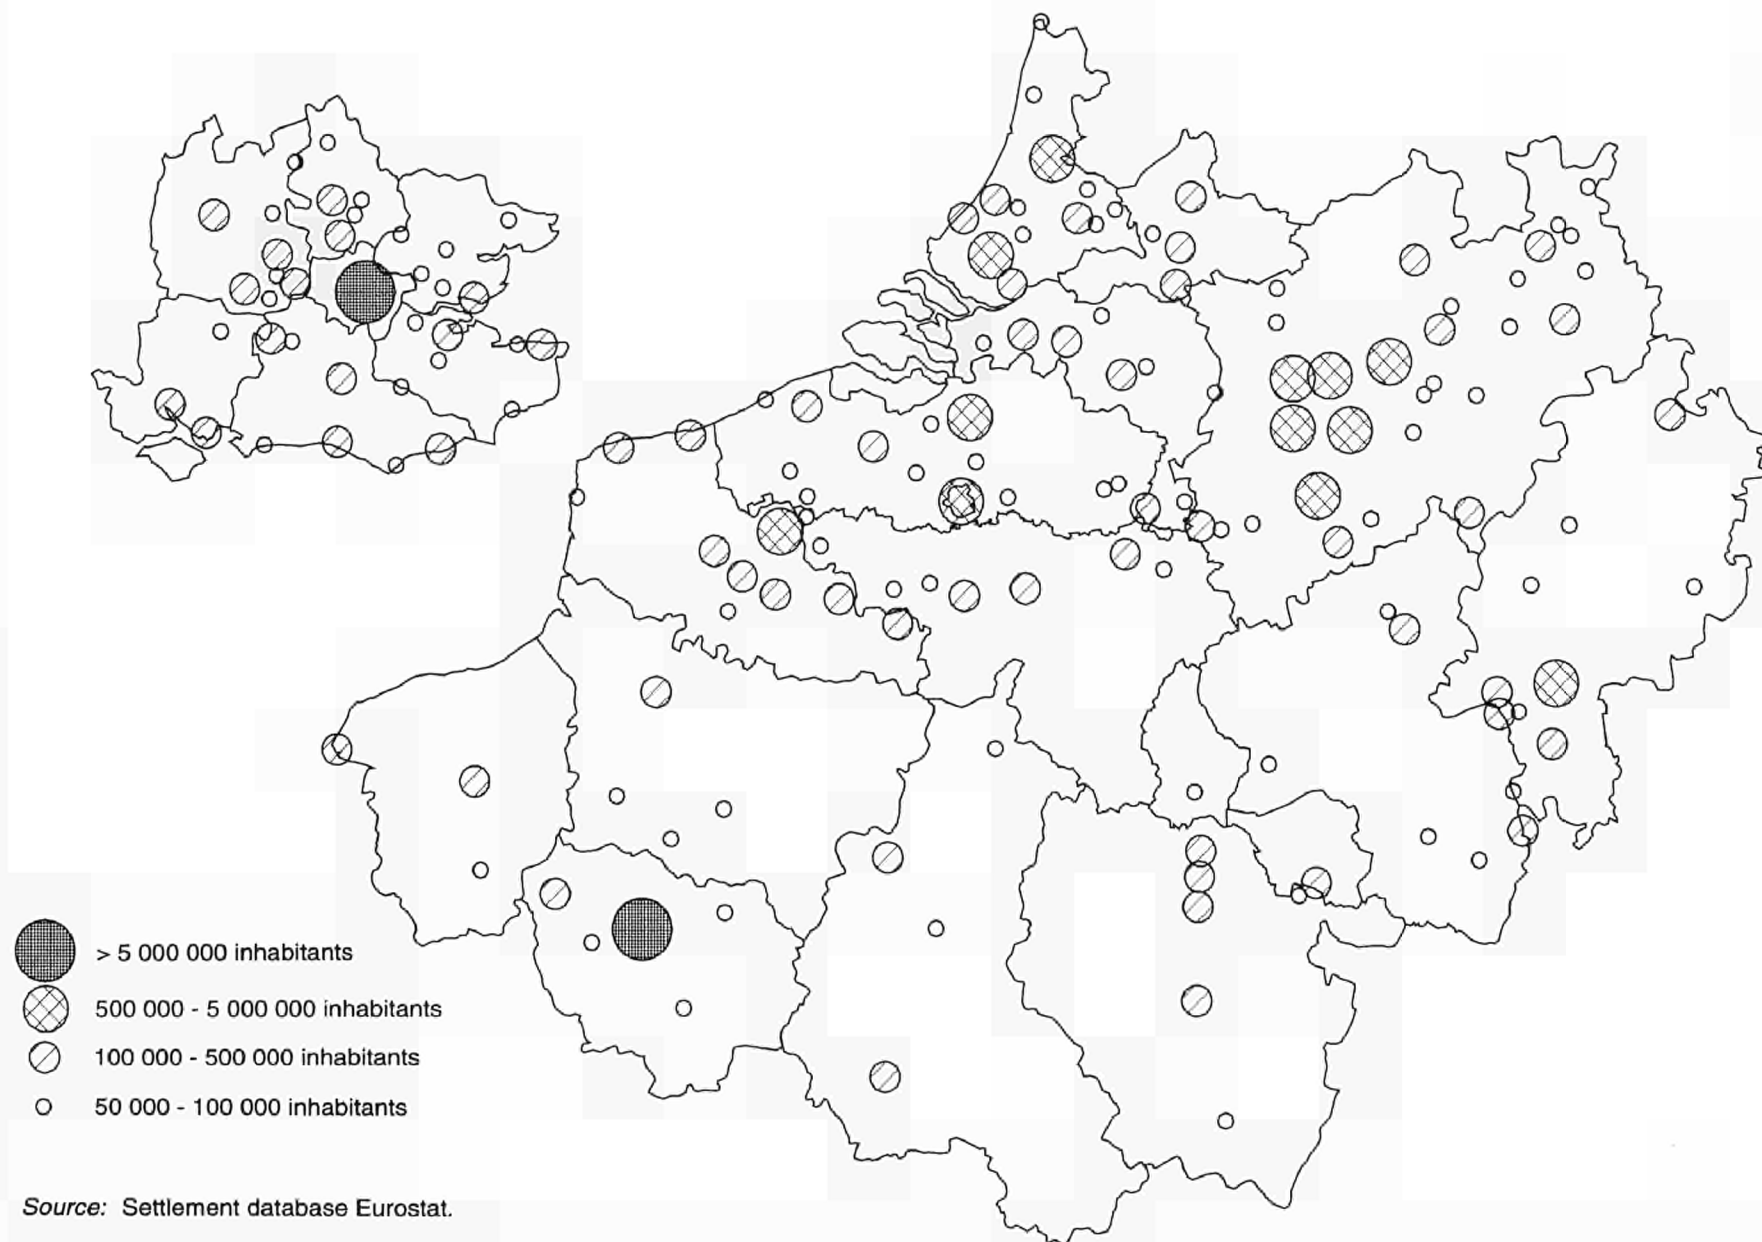 > 5 000 000 inhabitants
500 000 - 5 000 000 inhabitants
100 000 - 500 000 inhabitants
50 000 - 100 000 inhabitants
Source: Settlement database Eurostat.